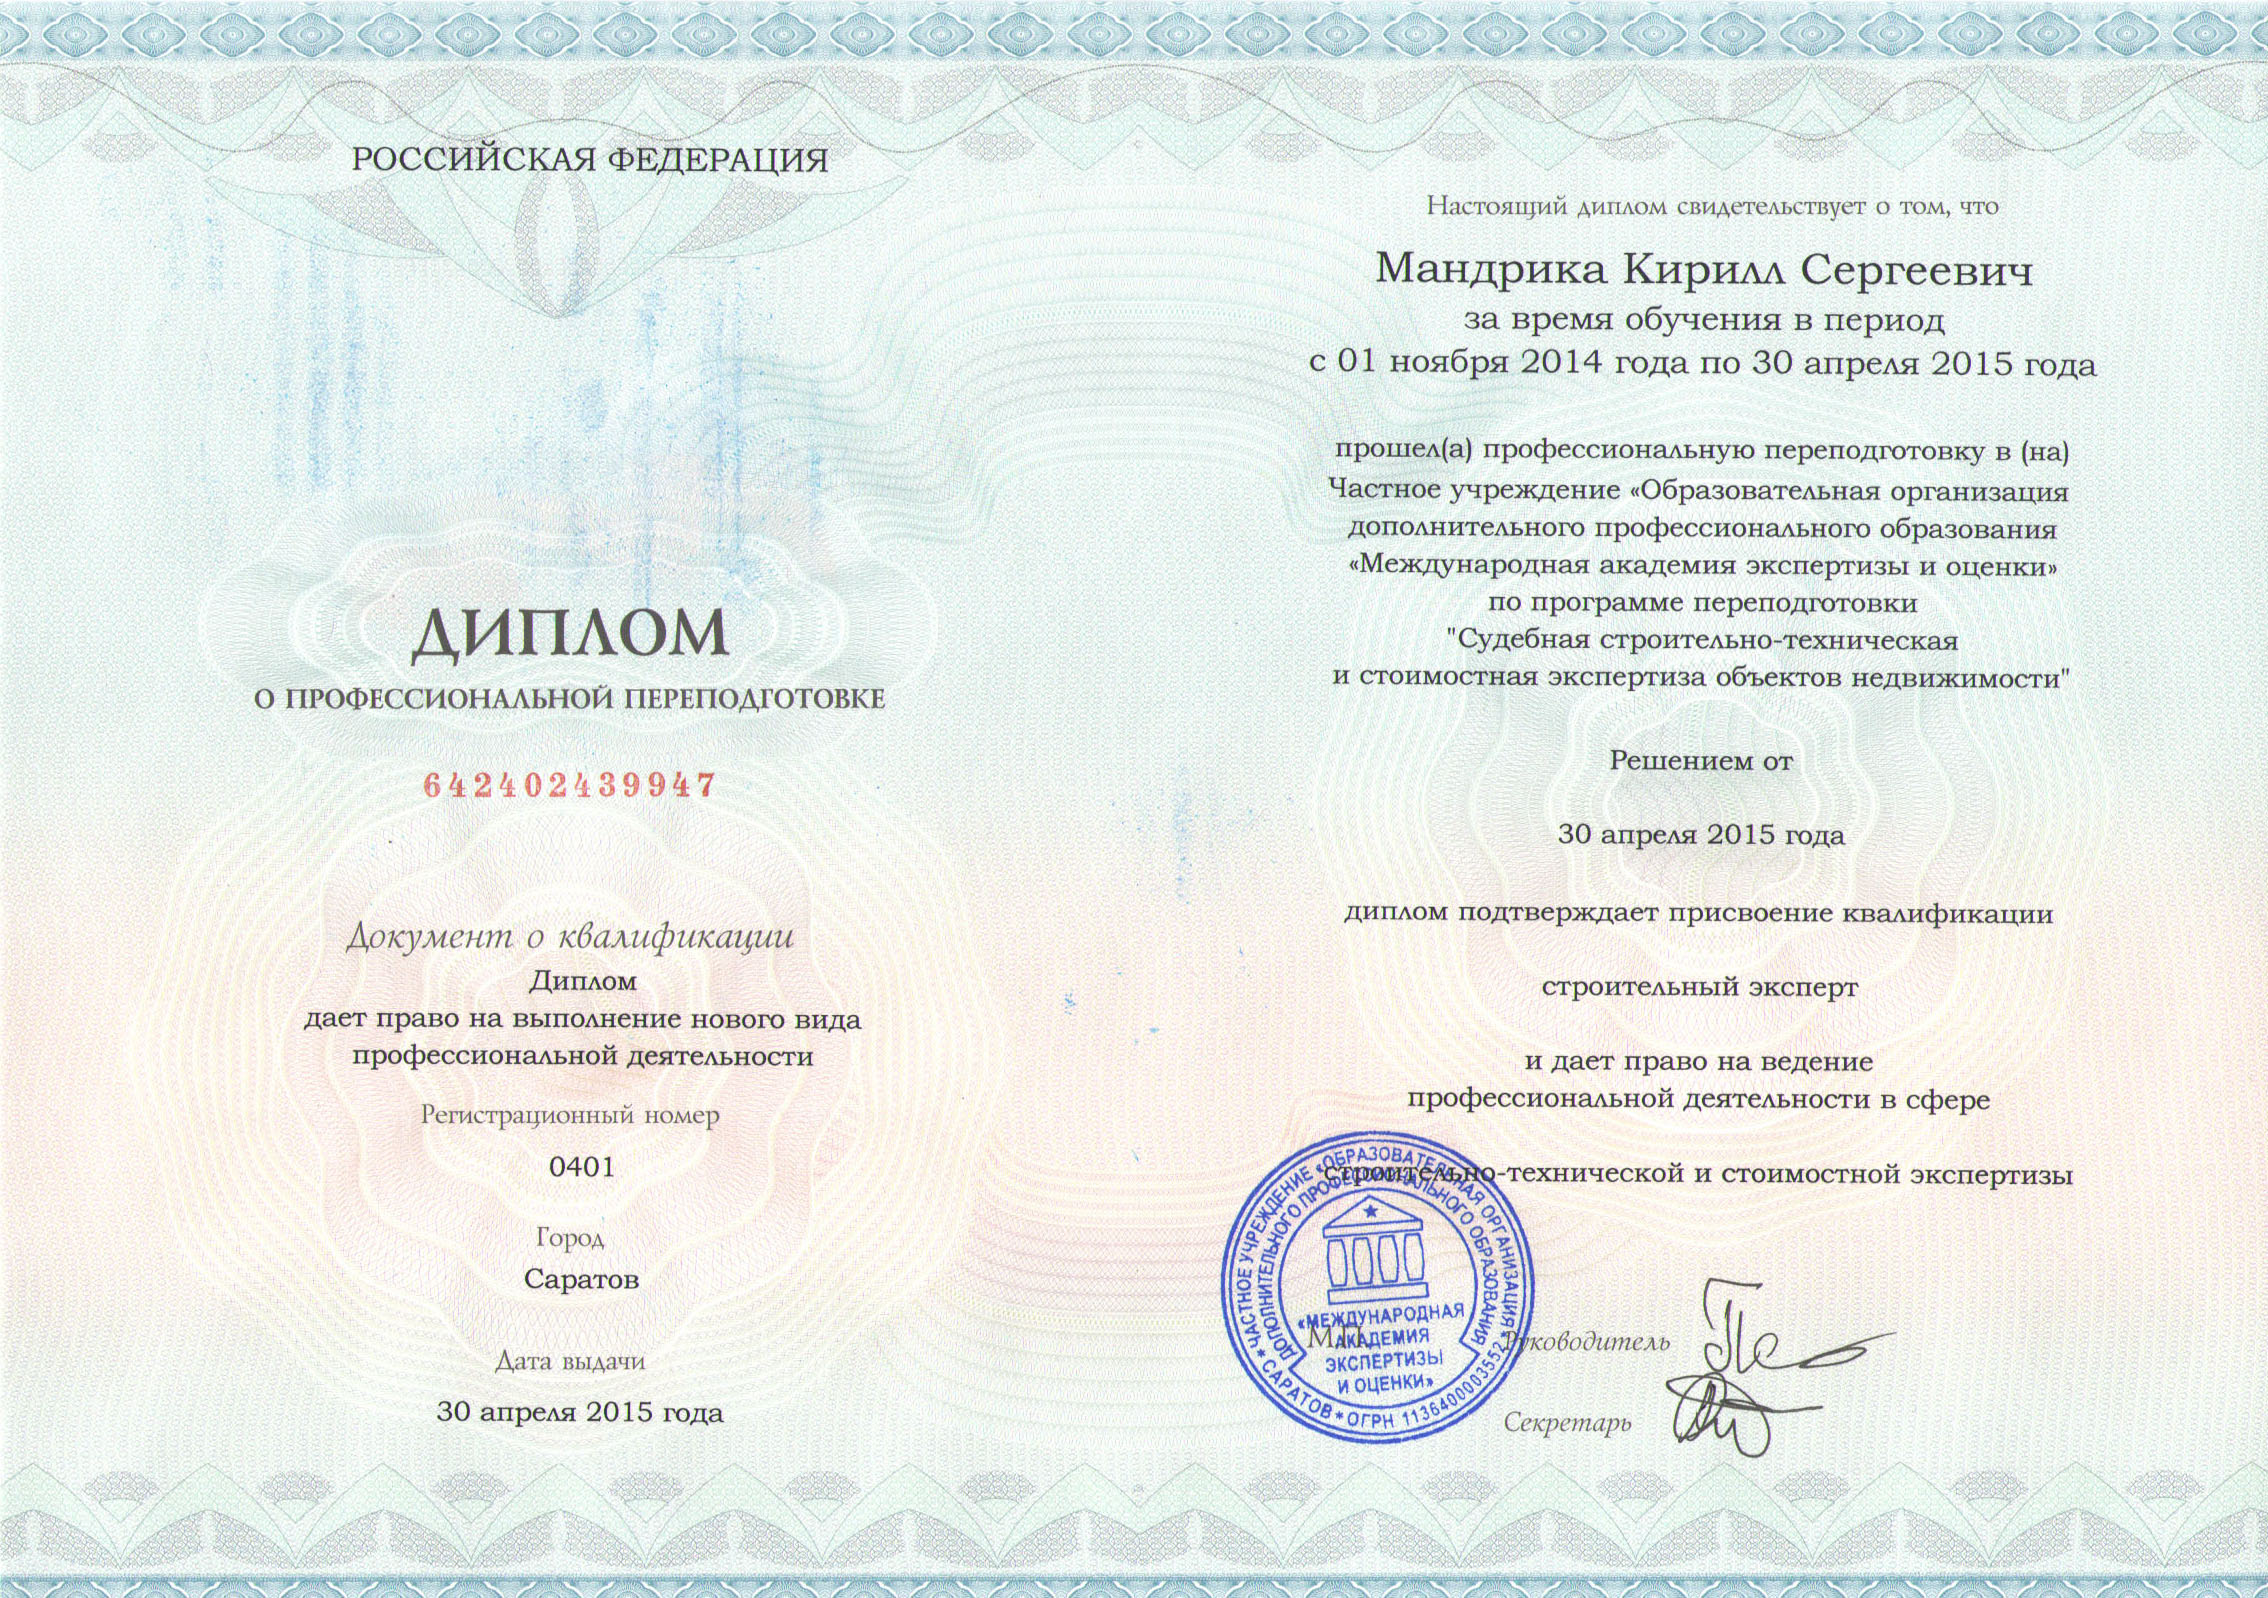 РОССИЙСКАЯ ФЕДЕРАЦИЯ
ДИПЛОМ
О ПРОФЕССИОНАЛЬНОЙ ПЕРЕПОДГОТОВКЕ
642402439947
Документ о квалификации
Диплом
дает право на выполнение нового вида
профессиональной деятельности
Регистрационный номер
0401
Город
Саратов
Дата выдачи
30 апреля 2015 года
Настоящий диплом свидетельствует о том, что
Мандрика Кирилл Сергеевич
за время обучения в период
с 01 ноября 2014 года по 30 апреля 2015 года
прошел(а) профессиональную переподготовку в (на)
Частное учреждение «Образовательная организация
дополнительного профессионального образования
«Международная академия экспертизы и оценки»
по программе переподготовки
"Судебная строительно-техническая
и стоимостная экспертиза объектов недвижимости"
Решением от
30 апреля 2015 года
диплом подтверждает присвоение квалификации
строительный эксперт
и дает право на ведение
профессиональной деятельности в сфере
строительно-технической и стоимостной экспертизы
ЧАСТНОЕ УЧРЕЖДЕНИЕ «ОБРАЗОВАТЕЛЬНАЯ ОРГАНИЗАЦИЯ
ДОПОЛНИТЕЛЬНОГО ПРОФЕССИОНАЛЬНОГО ОБРАЗОВАНИЯ
«МЕЖДУНАРОДНАЯ
АКАДЕМИЯ
ЭКСПЕРТИЗЫ
И ОЦЕНКИ»
* САРАТОВ * ОГРН 1136400003552 *
М.П.
Руководитель
Секретарь